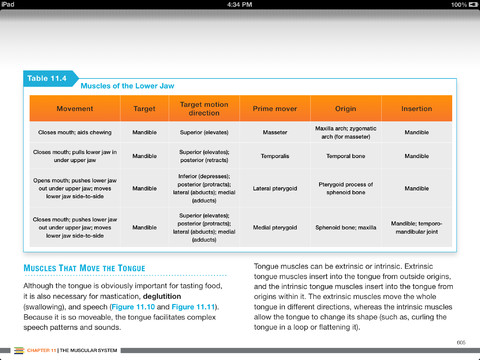 iPad
4:34 PM
100%
Table 11.4
Muscles of the Lower Jaw
Movement Target Target motion direction Prime mover Origin Insertion
Closes mouth; aids chewing Mandible Superior (elevates) Masseter Maxilla arch; zygomatic arch (for masseter) Mandible
Closes mouth; pulls lower jaw in under upper jaw Mandible Superior (elevates); posterior (retracts) Temporalis Temporal bone Mandible
Opens mouth; pushes lower jaw out under upper jaw; moves lower jaw side-to-side Mandible Inferior (depresses); posterior (protracts); lateral (abducts); medial (adducts) Lateral pterygoid Pterygoid process of sphenoid bone Mandible
Closes mouth; pushes lower jaw out under upper jaw; moves lower jaw side-to-side Mandible Superior (elevates); posterior (protracts); lateral (abducts); medial (adducts) Medial pterygoid Sphenoid bone; maxilla Mandible; temporo-mandibular joint
Muscles That Move the Tongue
Although the tongue is obviously important for tasting food,
it is also necessary for mastication, deglutition
(swallowing), and speech (Figure 11.10 and Figure 11.11).
Because it is so moveable, the tongue facilitates complex
speech patterns and sounds.
Tongue muscles can be extrinsic or intrinsic. Extrinsic
tongue muscles insert into the tongue from outside origins,
and the intrinsic tongue muscles insert into the tongue from
origins within it. The extrinsic muscles move the whole
tongue in different directions, whereas the intrinsic muscles
allow the tongue to change its shape (such as, curling the
tongue in a loop or flattening it).
605
CHAPTER 11 | THE MUSCULAR SYSTEM